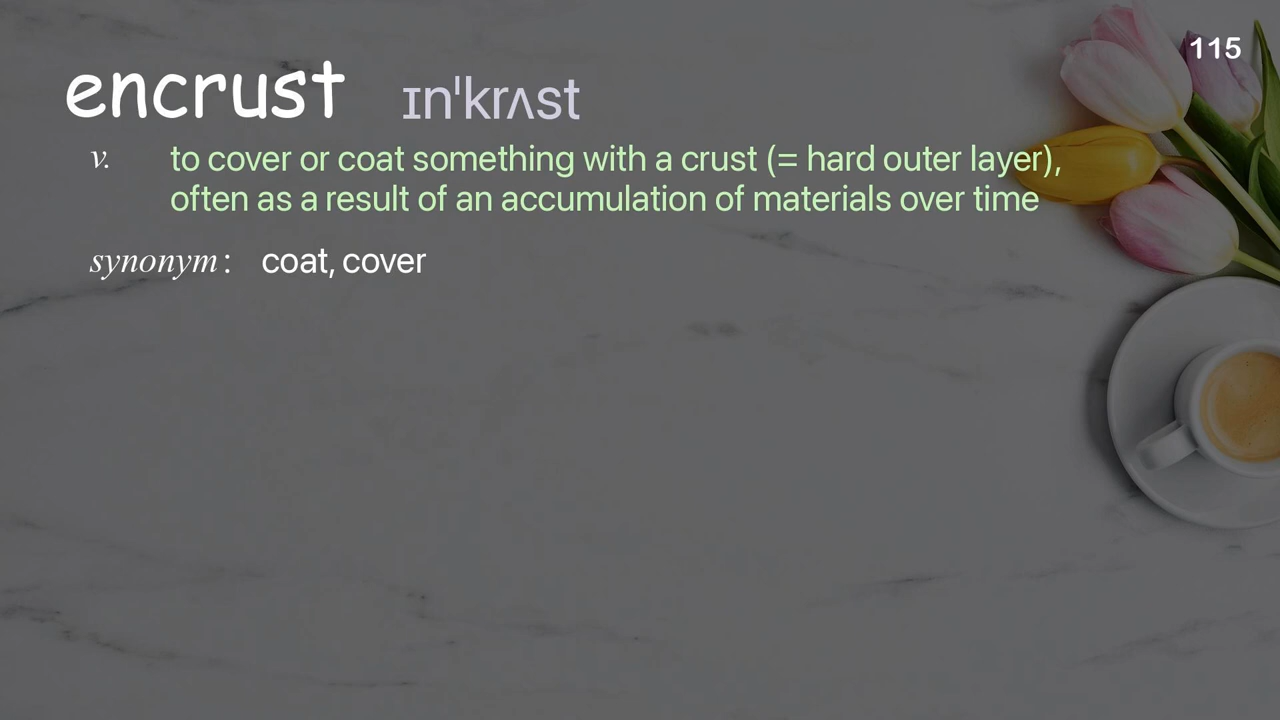 115
encrust ɪnˈkrʌst
v. to cover or coat something with a crust (= hard outer layer),
often as a result of an accumulation of materials over time
synonym : coat, cover